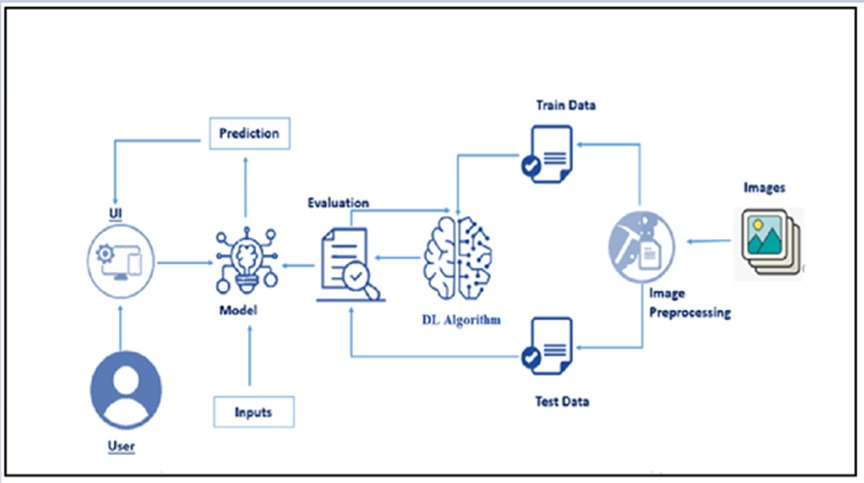 Train Data
Prediction
Images
Evaluation
UI
Image
Preprocessing
Model
DL Algorithm
Test Data
Inputs
User